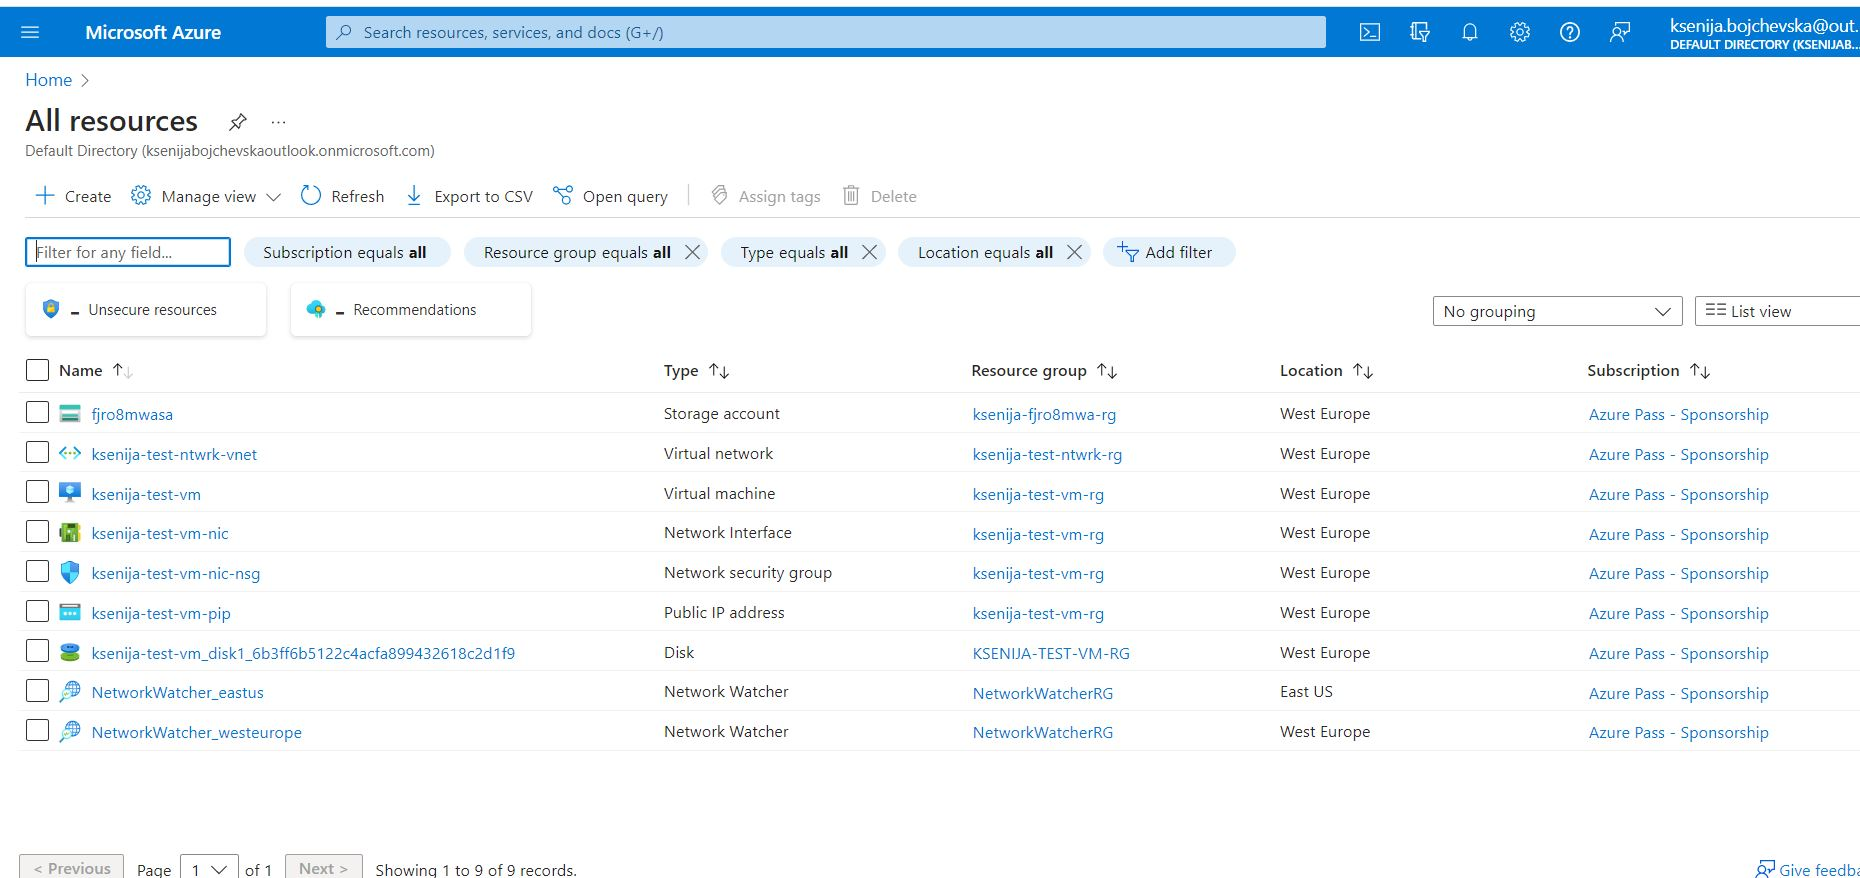 Microsoft Azure
Search resources, services, and docs (G+/)
ksenija.bojchevska@out...
DEFAULT DIRECTORY (KSENIJAB...
Home >
All resources ...
Default Directory (ksenijabojchevskaoutlook.onmicrosoft.com)
Create Manage view Refresh Export to CSV Open query Assign tags Delete
Filter for any field... Subscription equals all Resource group equals all Type equals all Location equals all Add filter
- Unsecure resources - Recommendations No grouping List view
Name Type Resource group Location Subscription
fjro8mwasa Storage account ksenija-fjro8mwa-rg West Europe Azure Pass - Sponsorship
ksenija-test-ntwrk-vnet Virtual network ksenija-test-ntwrk-rg West Europe Azure Pass - Sponsorship
ksenija-test-vm Virtual machine ksenija-test-vm-rg West Europe Azure Pass - Sponsorship
ksenija-test-vm-nic Network Interface ksenija-test-vm-rg West Europe Azure Pass - Sponsorship
ksenija-test-vm-nic-nsg Network security group ksenija-test-vm-rg West Europe Azure Pass - Sponsorship
ksenija-test-vm-pip Public IP address ksenija-test-vm-rg West Europe Azure Pass - Sponsorship
ksenija-test-vm_disk1_6b3ff6b5122c4acfa899432618c2d1f9 Disk KSENIJA-TEST-VM-RG West Europe Azure Pass - Sponsorship
NetworkWatcher_eastus Network Watcher NetworkWatcherRG East US Azure Pass - Sponsorship
NetworkWatcher_westeurope Network Watcher NetworkWatcherRG West Europe Azure Pass - Sponsorship
< Previous Page 1 of 1 Next > Showing 1 to 9 of 9 records. Give feedba